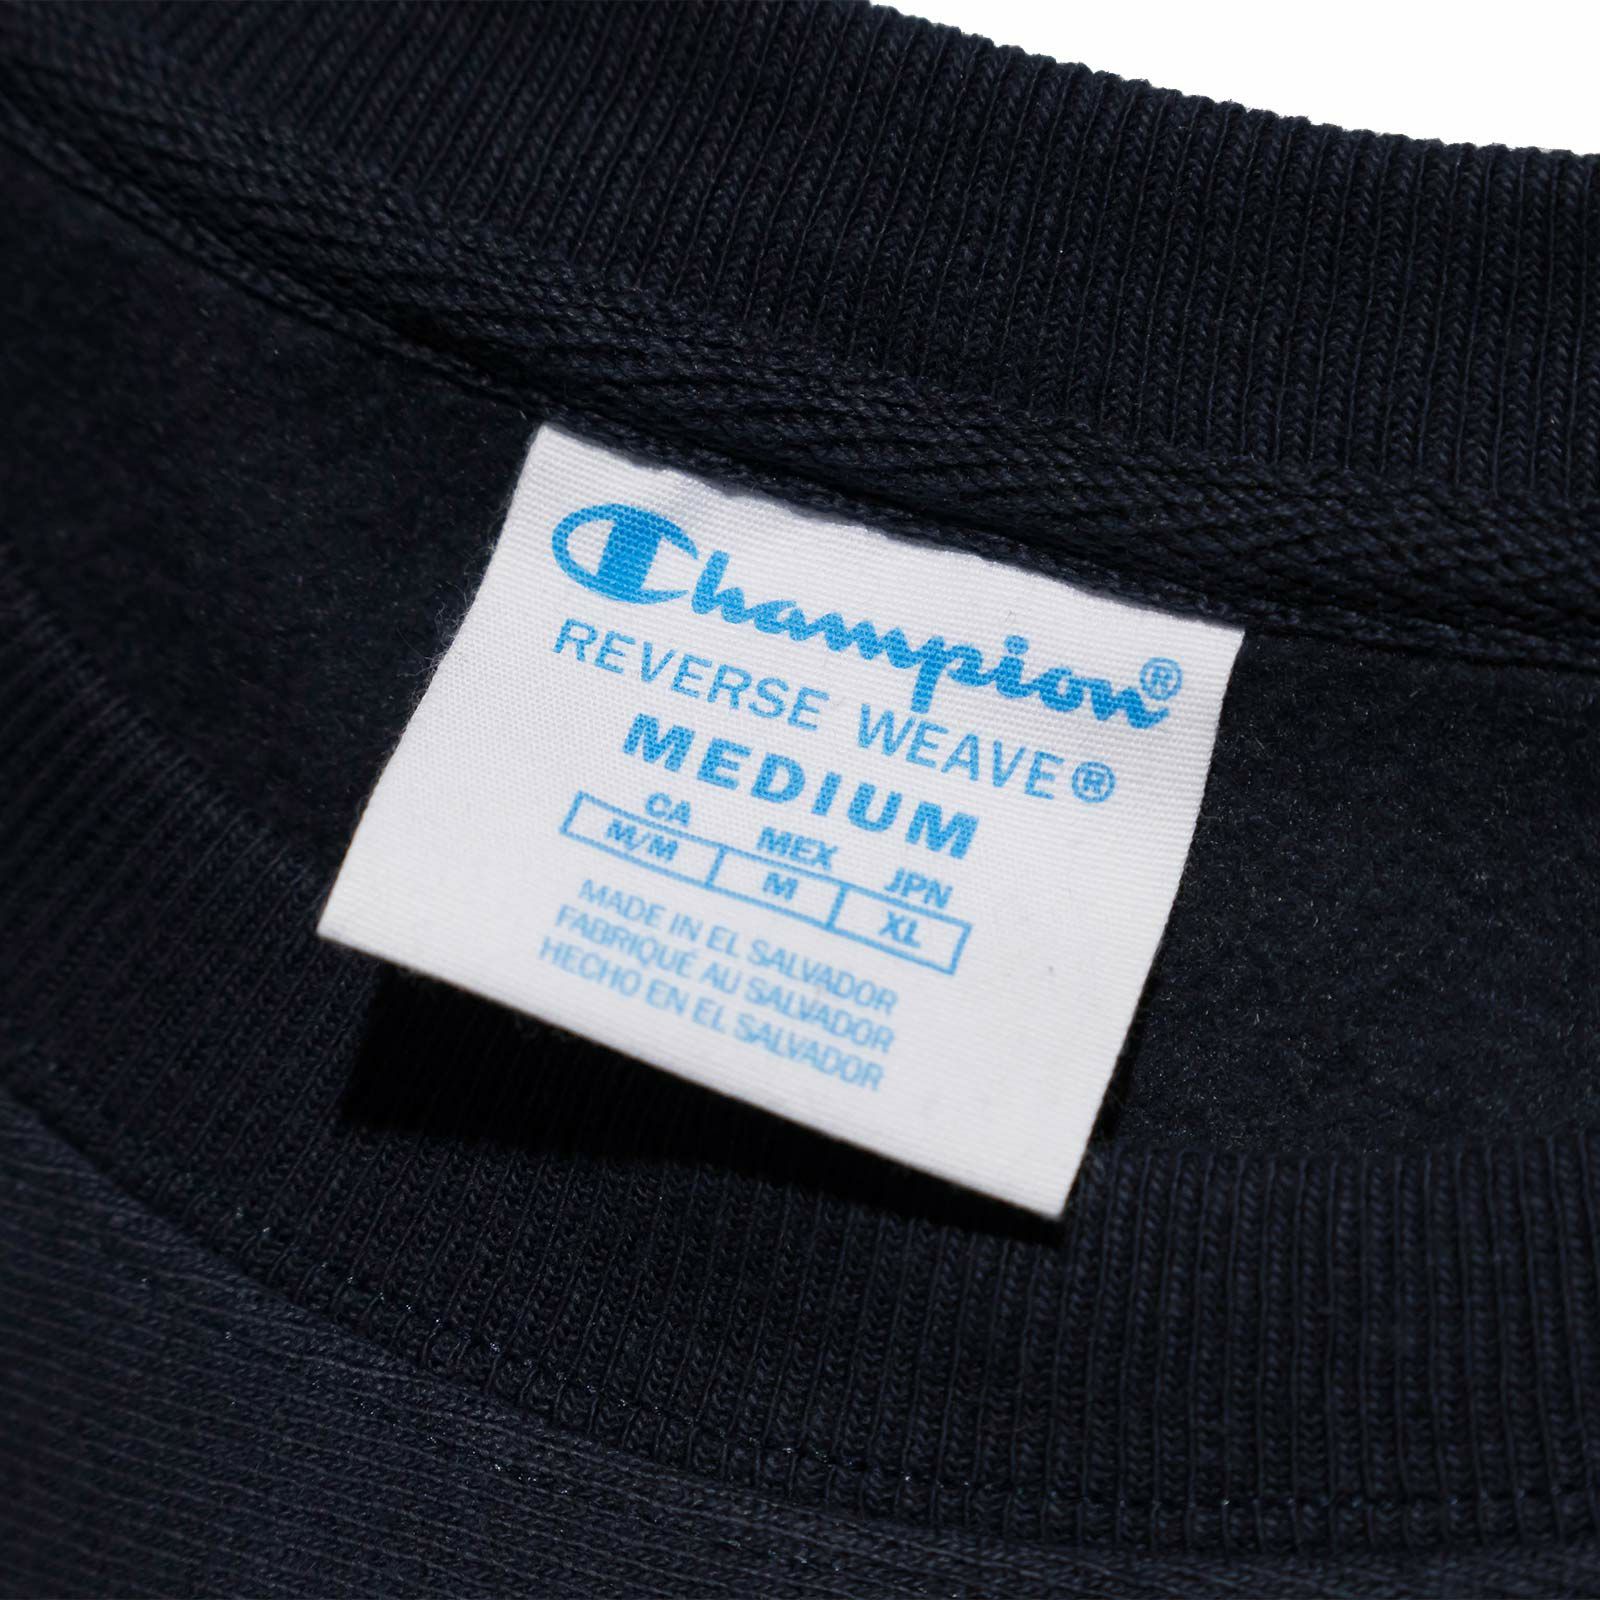 Champion®
REVERSE WEAVE®
MEDIUM
CA MEX JPN
M/M M XL
MADE IN EL SALVADOR
FABRIQUÉ AU SALVADOR
HECHO EN EL SALVADOR